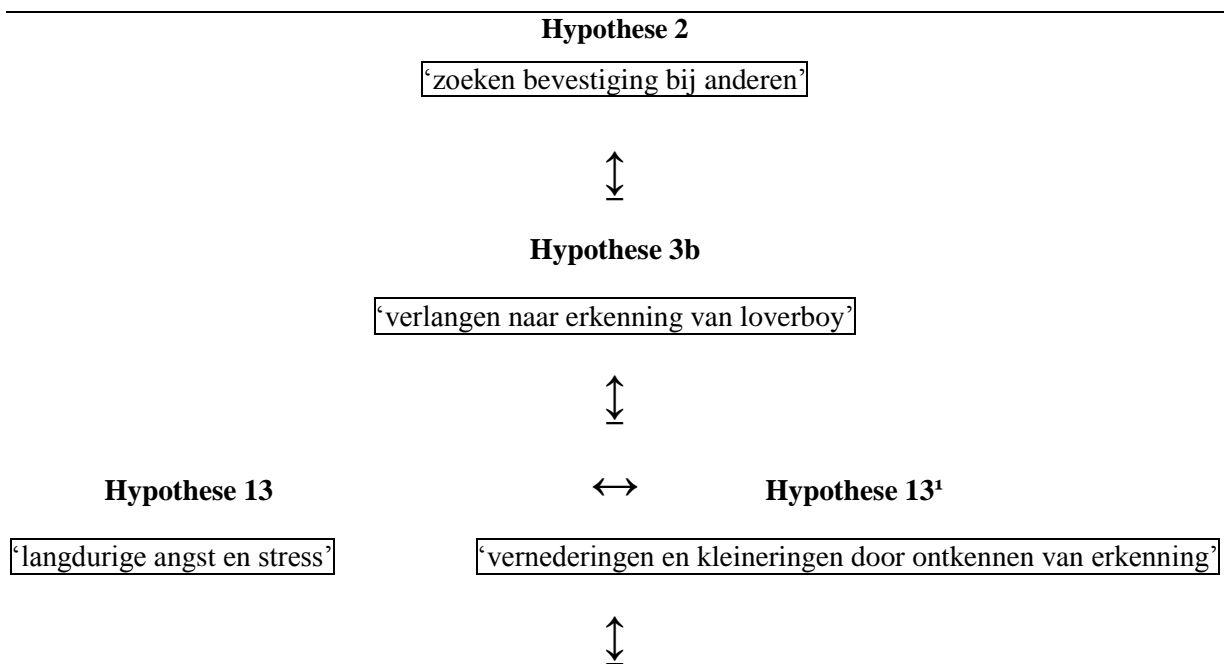 Hypothese 2
‘zoeken bevestiging bij anderen’
↨
Hypothese 3b
‘verlangen naar erkenning van loverboy’
↨
Hypothese 13 ↔ Hypothese 13¹
‘langdurige angst en stress’ ‘vernederingen en kleineringen door ontkennen van erkenning’
↨